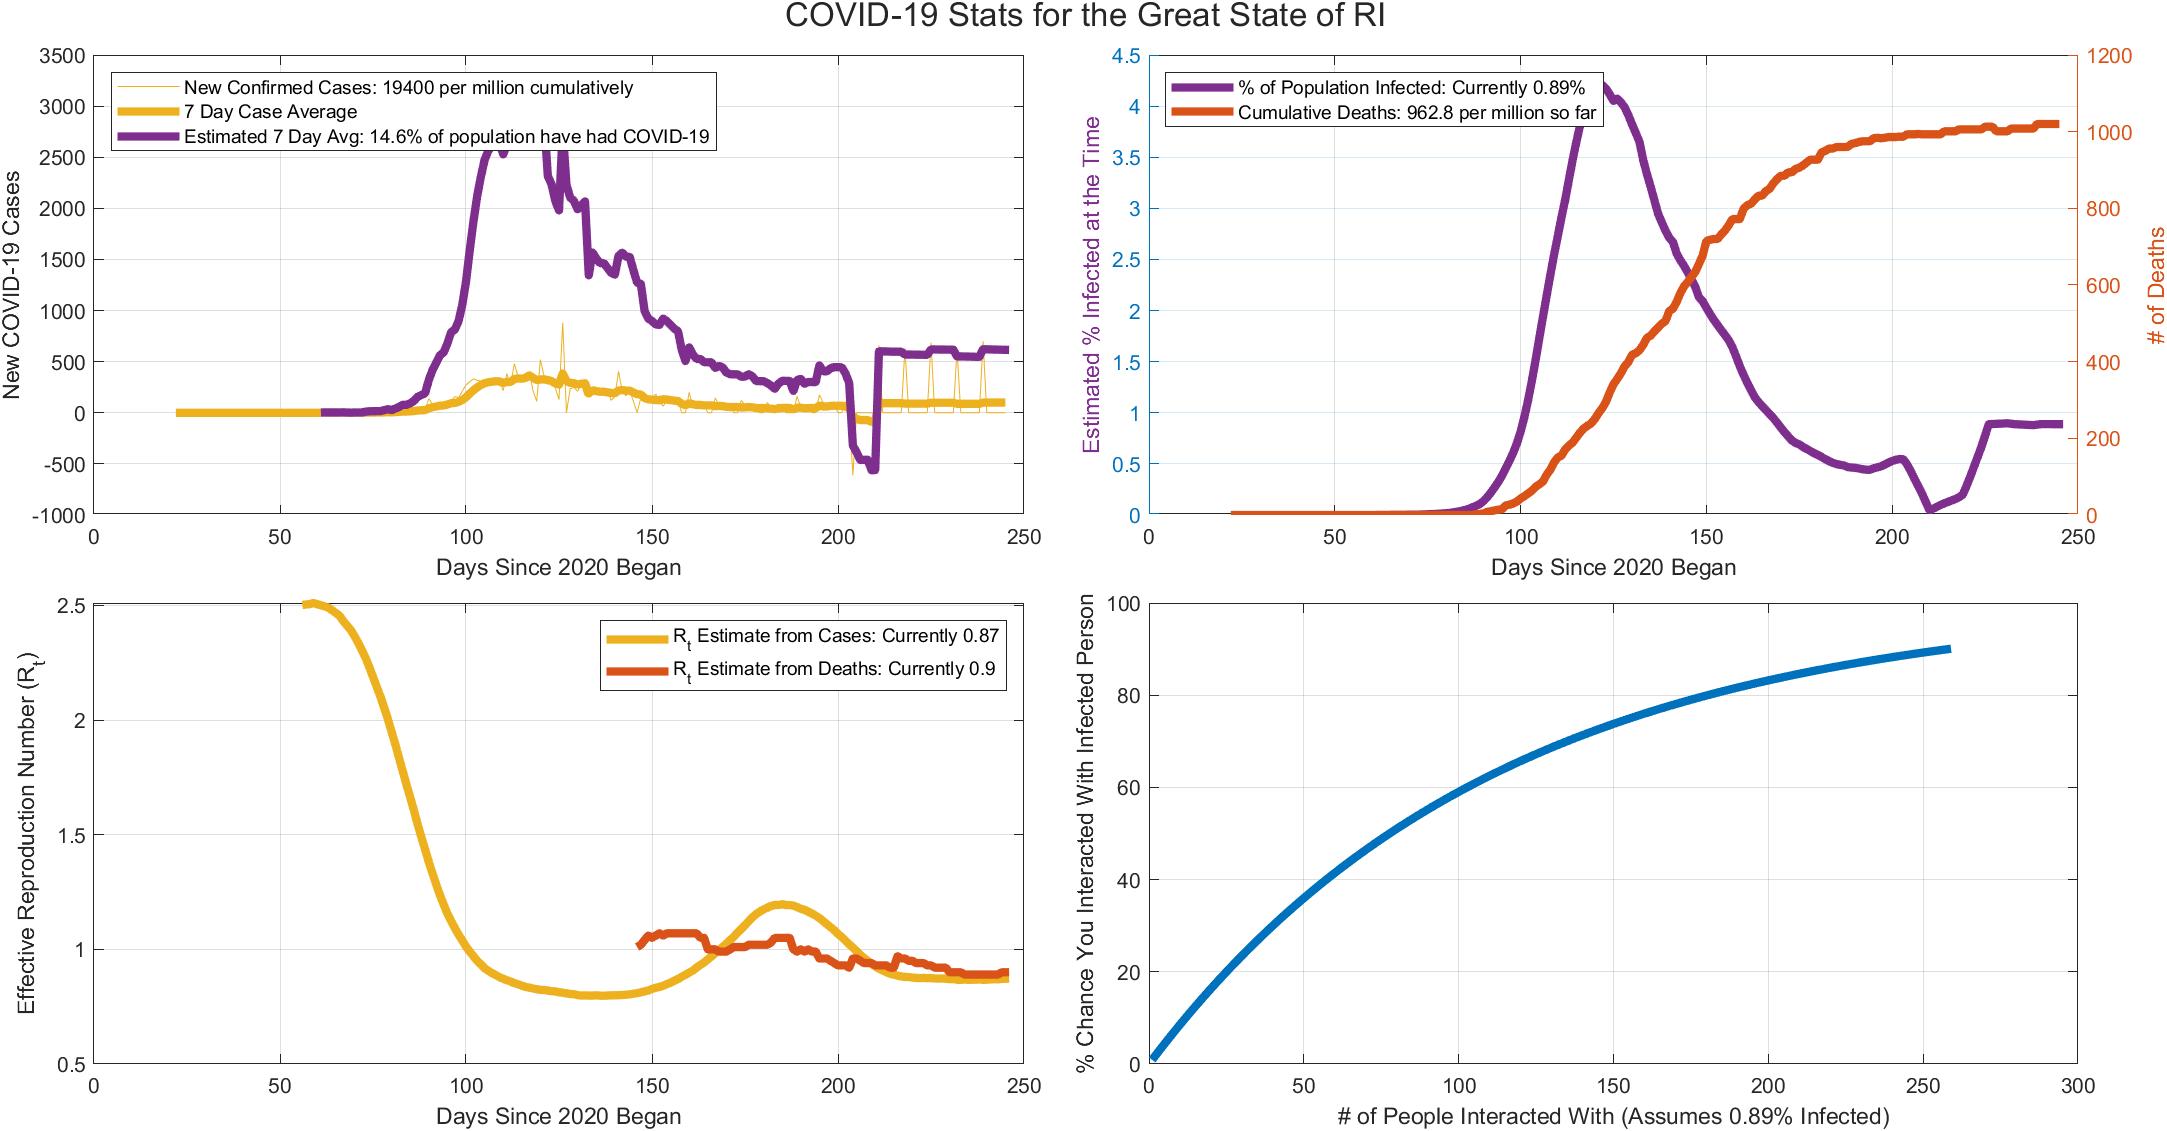 COVID-19 Stats for the Great State of RI
New COVID-19 Cases
3500
3000
2500
2000
1500
1000
500
0
-500
-1000
New Confirmed Cases: 19400 per million cumulatively
7 Day Case Average
Estimated 7 Day Avg: 14.6% of population have had COVID-19
0 50 100 150 200 250
Days Since 2020 Began
Estimated % Infected at the Time
4.5
4
3.5
3
2.5
2
1.5
1
0.5
0
% of Population Infected: Currently 0.89%
Cumulative Deaths: 962.8 per million so far
1200
1000
800
600
400
200
0
# of Deaths
0 50 100 150 200 250
Days Since 2020 Began
Effective Reproduction Number (Rt)
2.5
2
1.5
1
0.5
Rt Estimate from Cases: Currently 0.87
Rt Estimate from Deaths: Currently 0.9
0 50 100 150 200 250
Days Since 2020 Began
% Chance You Interacted With Infected Person
100
80
60
40
20
0
0 50 100 150 200 250 300
# of People Interacted With (Assumes 0.89% Infected)